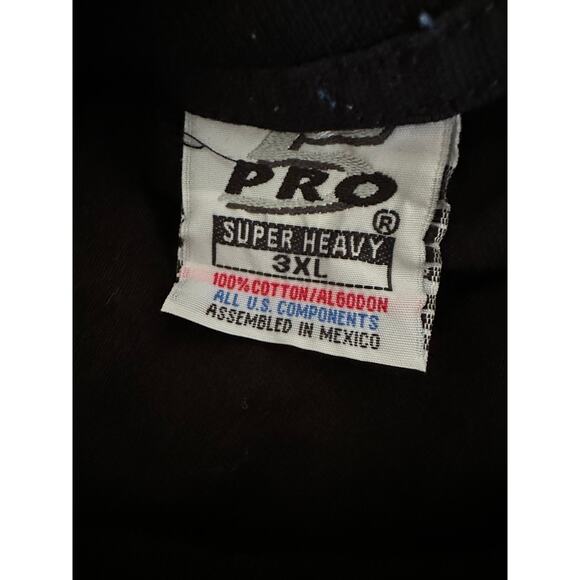 PRO
®
SUPER HEAVY
3XL
100% COTTON/ALGODON
ALL U.S. COMPONENTS
ASSEMBLED IN MEXICO